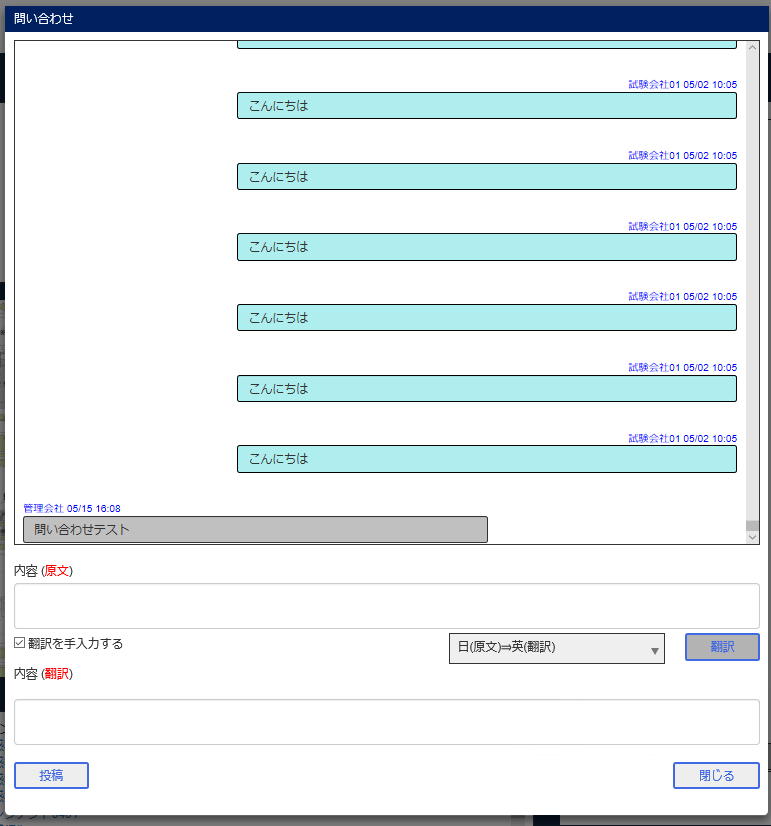 問い合わせ
試験会社01 05/02 10:05
こんにちは
試験会社01 05/02 10:05
こんにちは
試験会社01 05/02 10:05
こんにちは
試験会社01 05/02 10:05
こんにちは
試験会社01 05/02 10:05
こんにちは
試験会社01 05/02 10:05
こんにちは
管理会社 05/15 16:08
問い合わせテスト
内容 (原文)
翻訳を手入力する
日(原文)⇒英(翻訳)
翻訳
内容 (翻訳)
投稿
閉じる